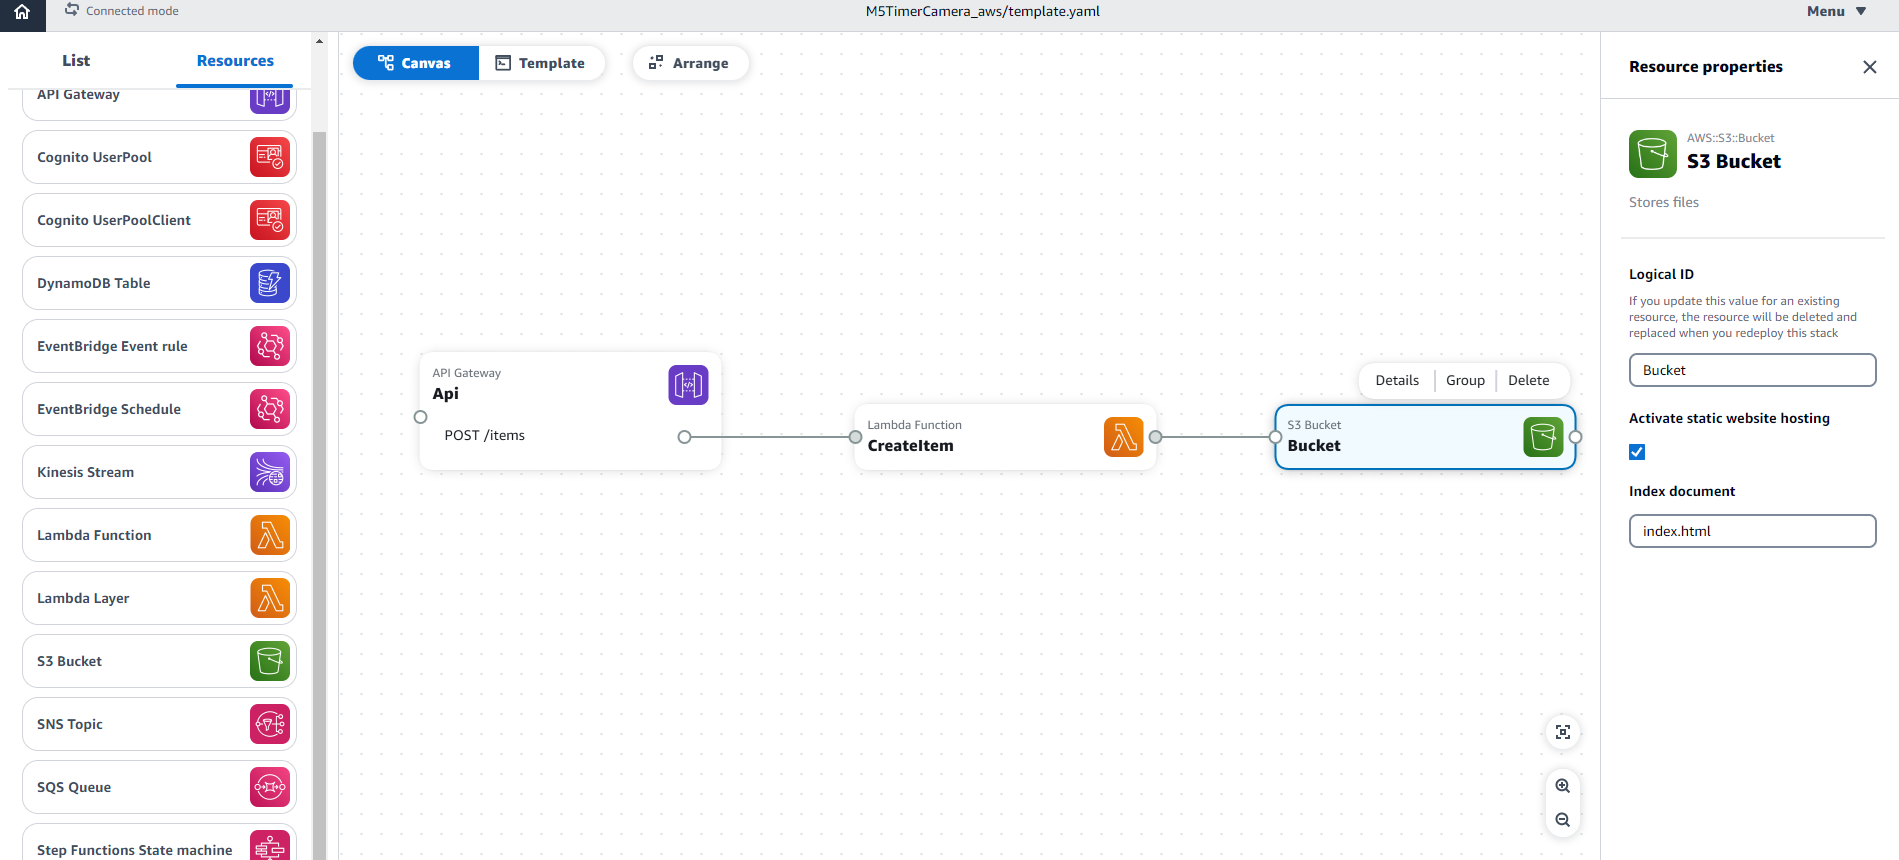 Connected mode
M5TimerCamera_aws/template.yaml
Menu
List
Resources
API Gateway
Cognito UserPool
Cognito UserPoolClient
DynamoDB Table
EventBridge Event rule
EventBridge Schedule
Kinesis Stream
Lambda Function
Lambda Layer
S3 Bucket
SNS Topic
SQS Queue
Step Functions State machine
Canvas
Template
Arrange
API Gateway
Api
POST /items
Lambda Function
CreateItem
Details
Group
Delete
S3 Bucket
Bucket
Resource properties
AWS::S3::Bucket
S3 Bucket
Stores files
Logical ID
If you update this value for an existing
resource, the resource will be deleted and
replaced when you redeploy this stack
Bucket
Activate static website hosting
Index document
index.html